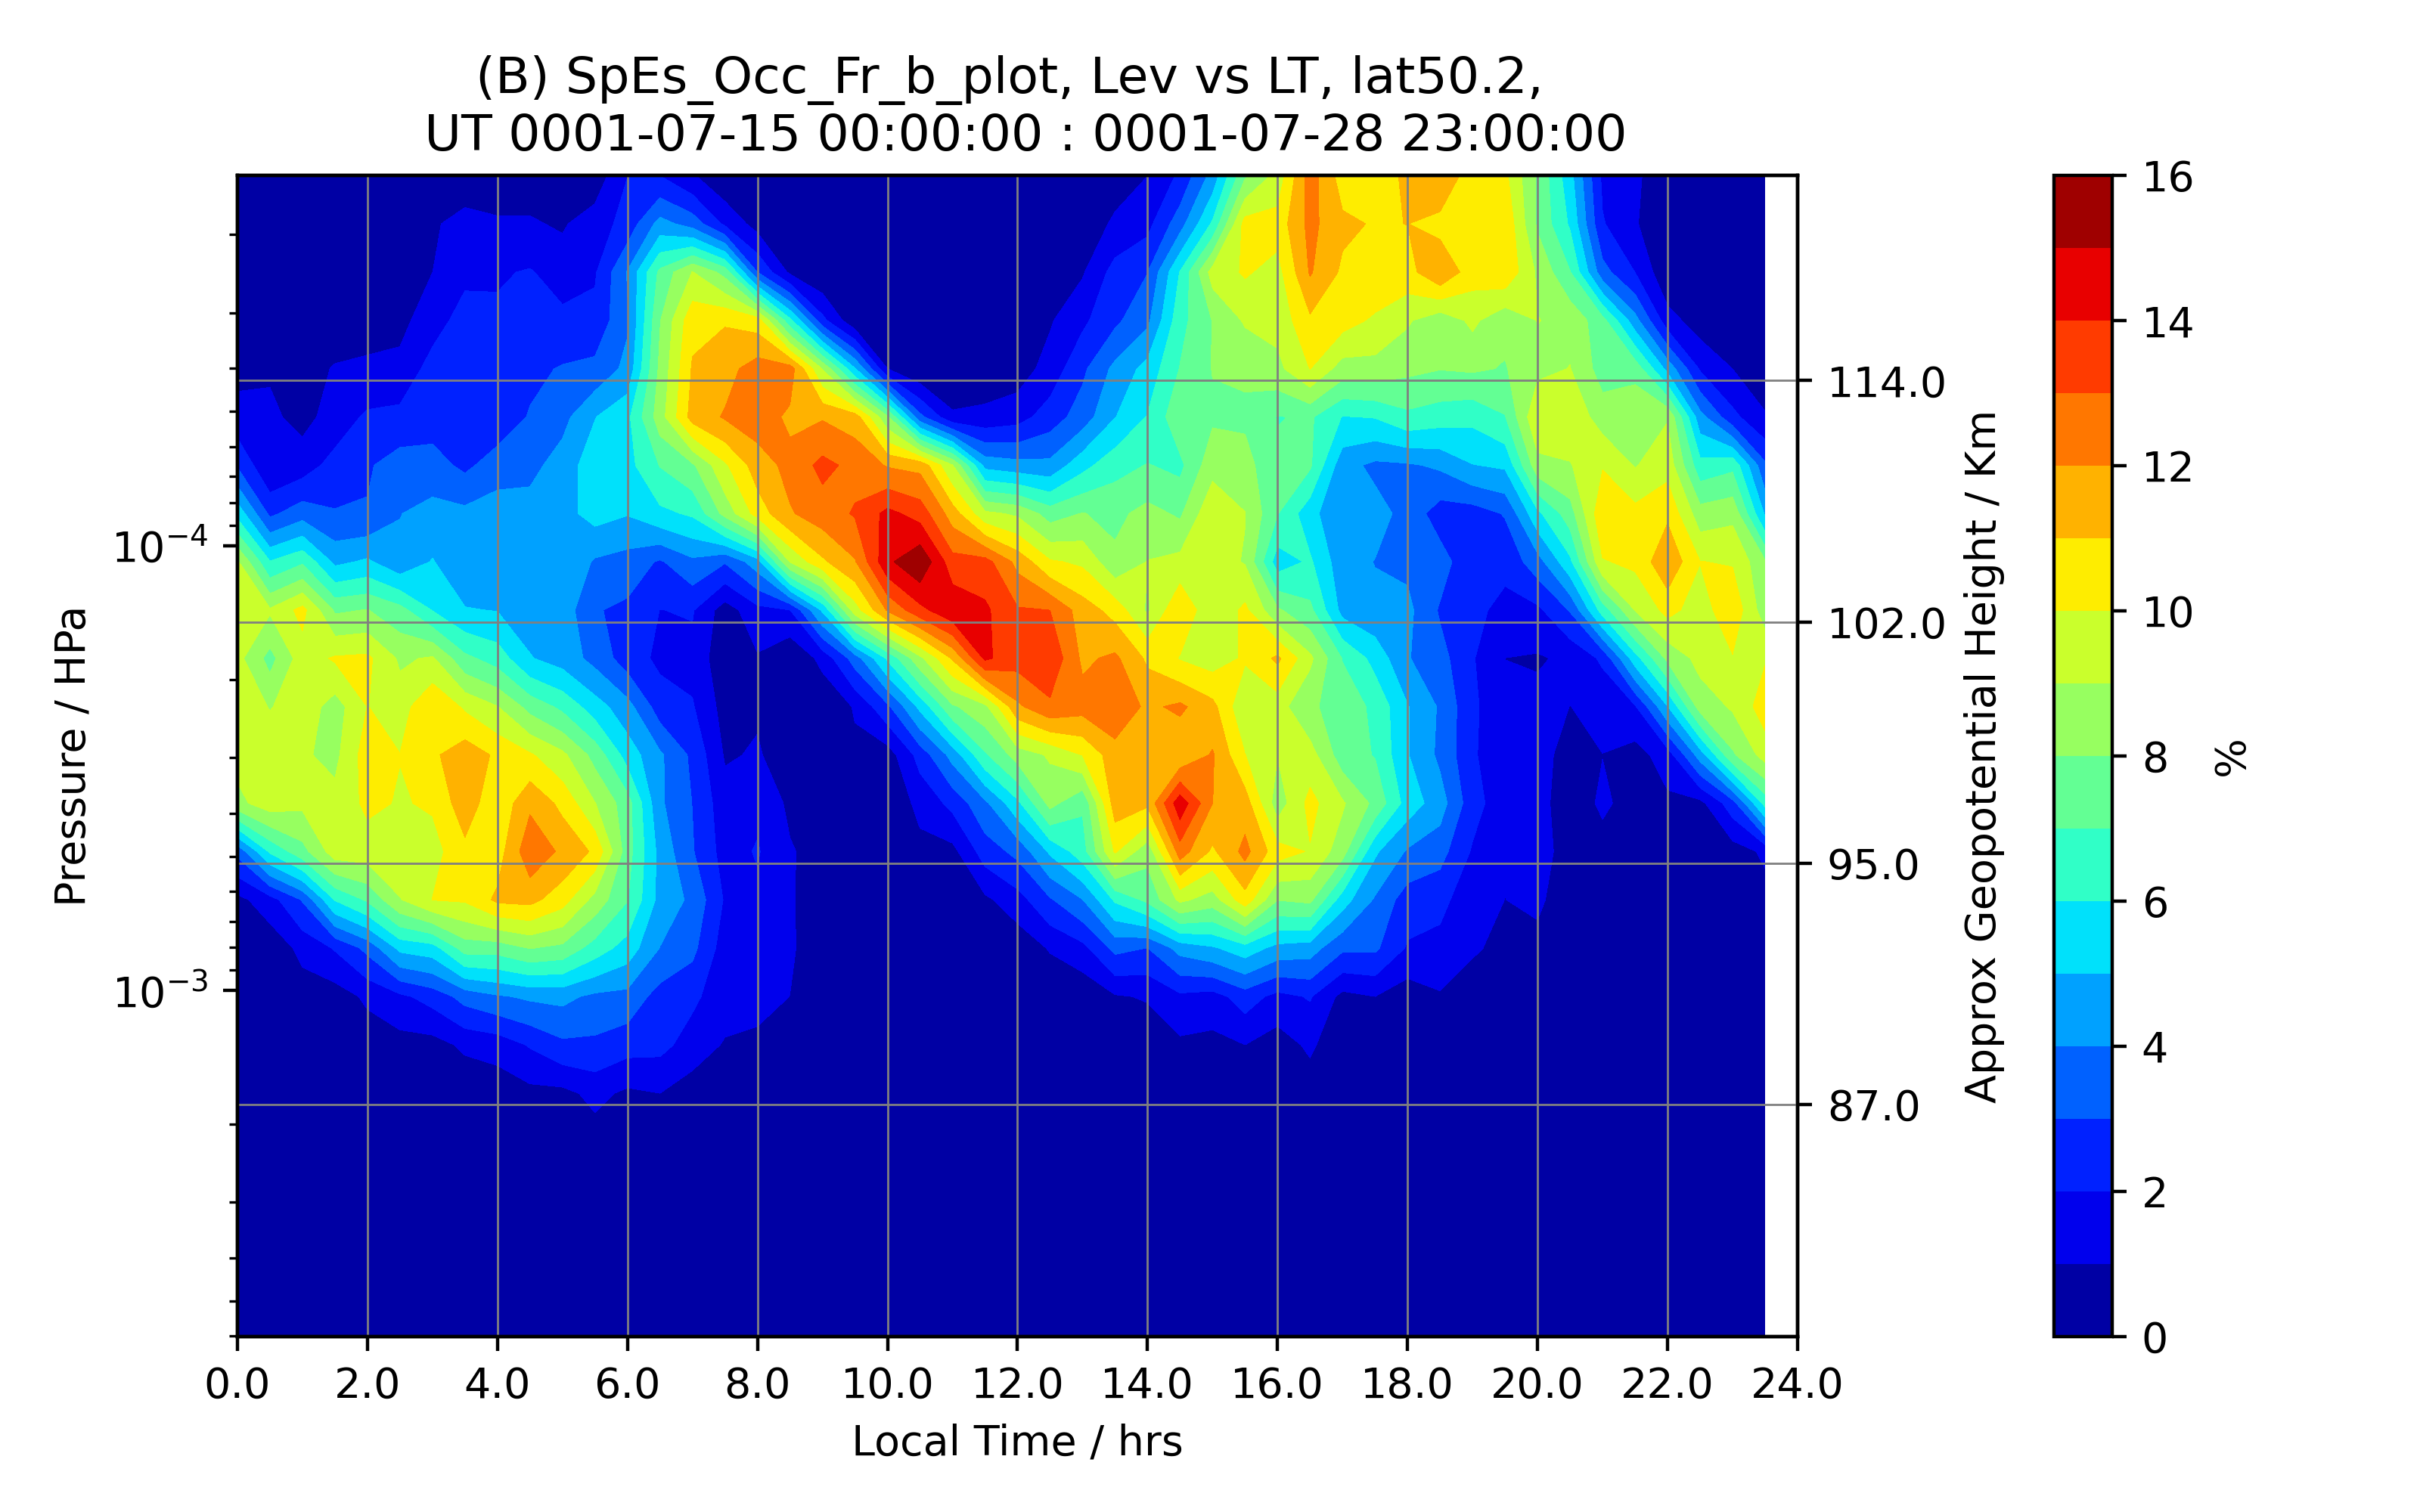 (B) SpEs_Occ_Fr_b_plot, Lev vs LT, lat50.2,
UT 0001-07-15 00:00:00 : 0001-07-28 23:00:00
Pressure / HPa
10⁻⁴
10⁻³
0.0 2.0 4.0 6.0 8.0 10.0 12.0 14.0 16.0 18.0 20.0 22.0 24.0
Local Time / hrs
114.0
102.0
95.0
87.0
Approx Geopotential Height / Km
16
14
12
10
8
6
4
2
0
%